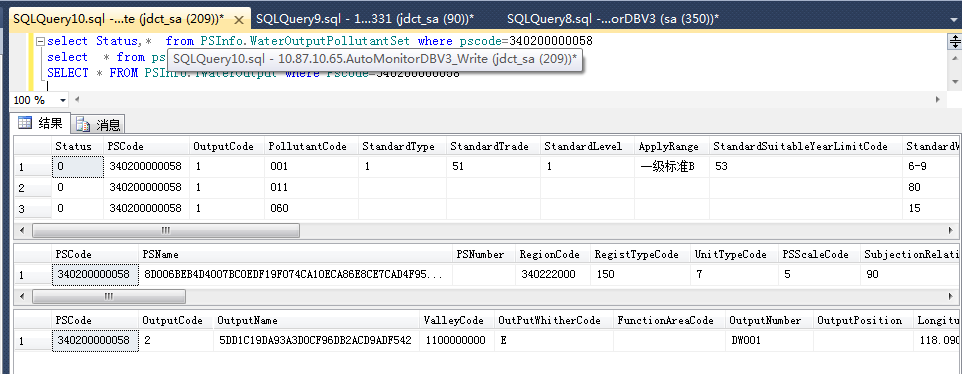 SQLQuery10.sql -...te (jdct_sa (209))* SQLQuery9.sql - 1...331 (jdct_sa (90))* SQLQuery8.sql -...orDBV3 (sa (350))*
select Status,* from PSInfo.WaterOutputPollutantSet where pscode=340200000058
select * from ps
SQLQuery10.sql - 10.87.10.65.AutoMonitorDBV3_Write (jdct_sa (209))*
SELECT * FROM PSInfo.TWaterOutput WHERE Pscode=340200000058
100 %
结果 消息
Status PSCode OutputCode PollutantCode StandardType StandardTrade StandardLevel ApplyRange StandardSuitableYearLimitCode StandardV
1 0 340200000058 1 001 1 51 1 一级标准B 53 6-9
2 0 340200000058 1 011 80
3 0 340200000058 1 060 15
PSCode PSName PSNumber RegionCode RegistTypeCode UnitTypeCode PSScaleCode SubjectionRelati
1 340200000058 8D006BEB4D4007BC0EDF19F074CA10ECA86E8CE7CAD4F95... 340222000 150 7 5 90
PSCode OutputCode OutputName ValleyCode OutPutWhitherCode FunctionAreaCode OutputNumber OutputPosition Longitu
1 340200000058 2 5DD1C19DA93A3D0CF96DB2ACD9ADF542 1100000000 E DW001 118.090